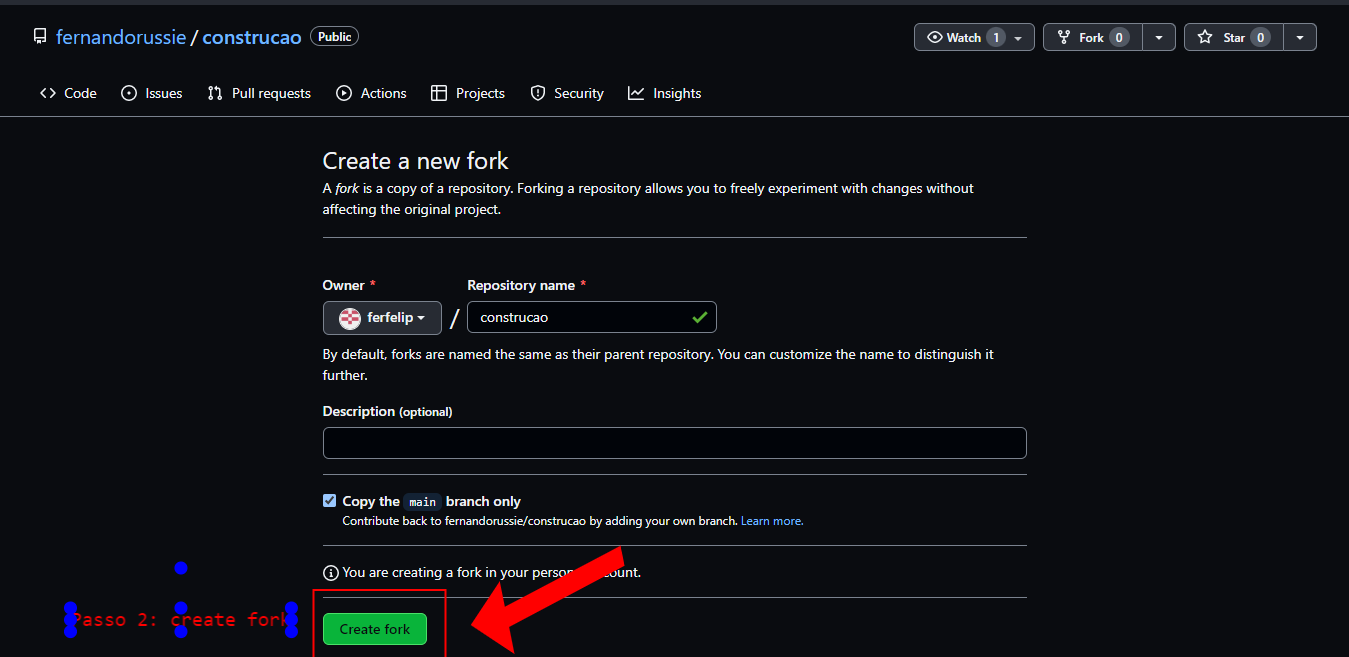 fernandorussie / construcao Public
Watch 1 Fork 0 Star 0
Code Issues Pull requests Actions Projects Security Insights
Create a new fork
A fork is a copy of a repository. Forking a repository allows you to freely experiment with changes without
affecting the original project.
Owner * Repository name *
ferfelip / construcao
By default, forks are named the same as their parent repository. You can customize the name to distinguish it
further.
Description (optional)
Copy the main branch only
Contribute back to fernandorussie/construcao by adding your own branch. Learn more.
You are creating a fork in your
Passo 2: create fork
Create fork